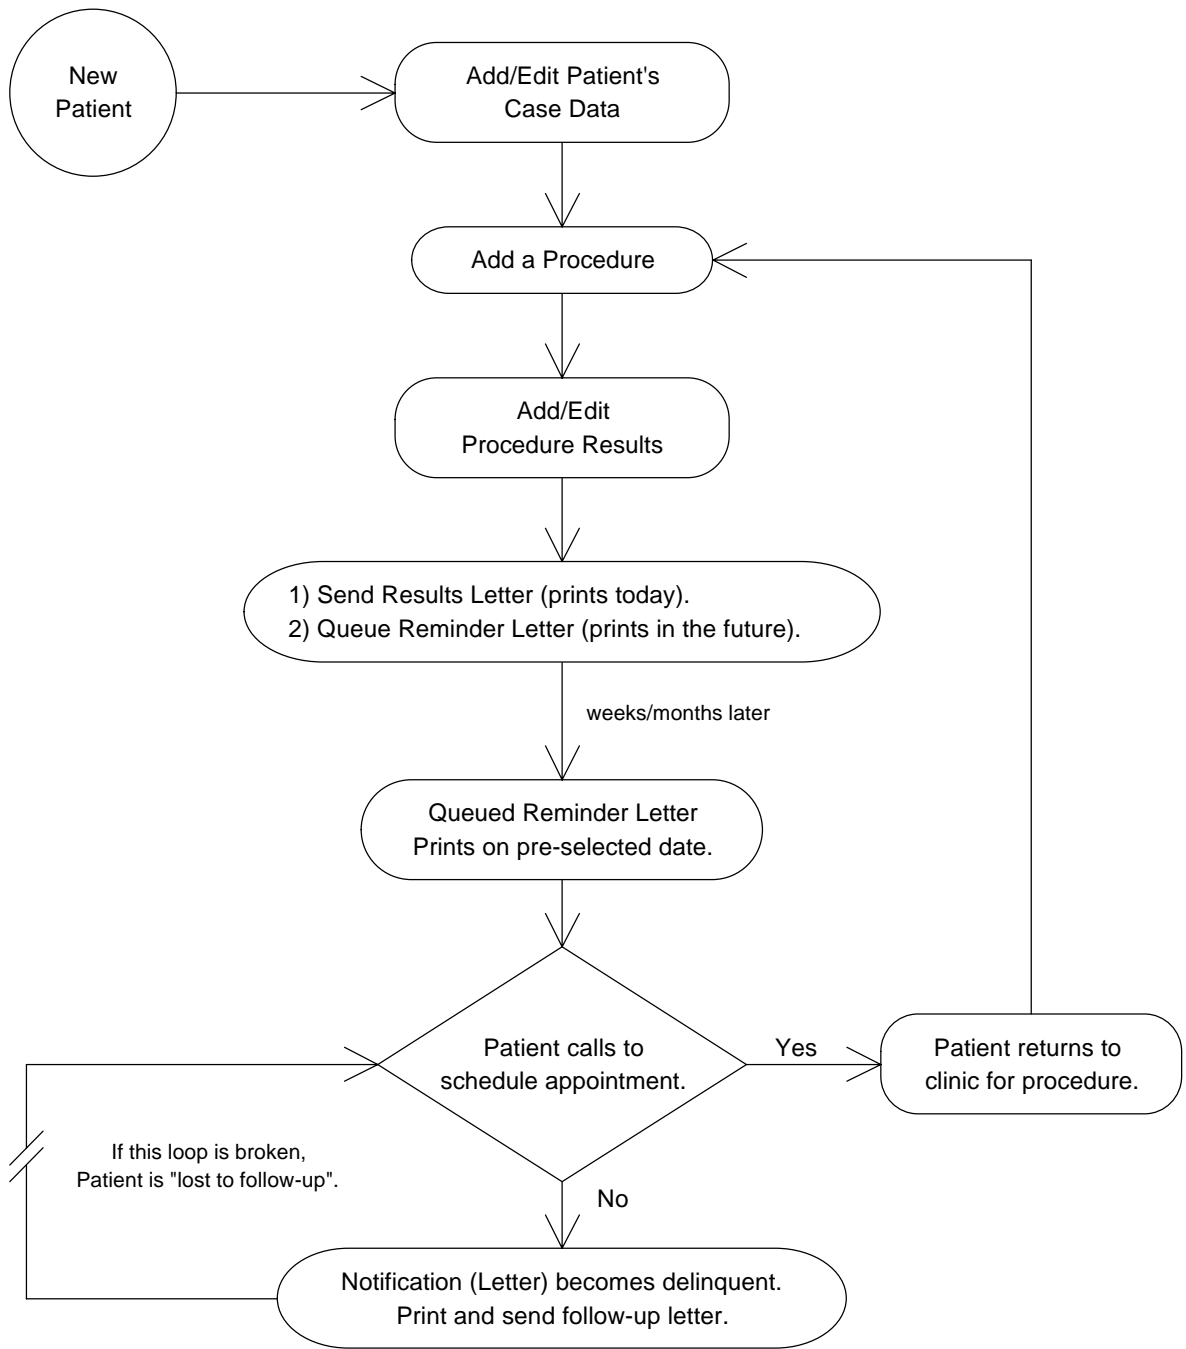 New
Patient
Add/Edit Patient's
Case Data
Add a Procedure
Add/Edit
Procedure Results
1) Send Results Letter (prints today).
2) Queue Reminder Letter (prints in the future).
weeks/months later
Queued Reminder Letter
Prints on pre-selected date.
Patient calls to
schedule appointment.
Yes
Patient returns to
clinic for procedure.
If this loop is broken,
Patient is "lost to follow-up".
No
Notification (Letter) becomes delinquent.
Print and send follow-up letter.